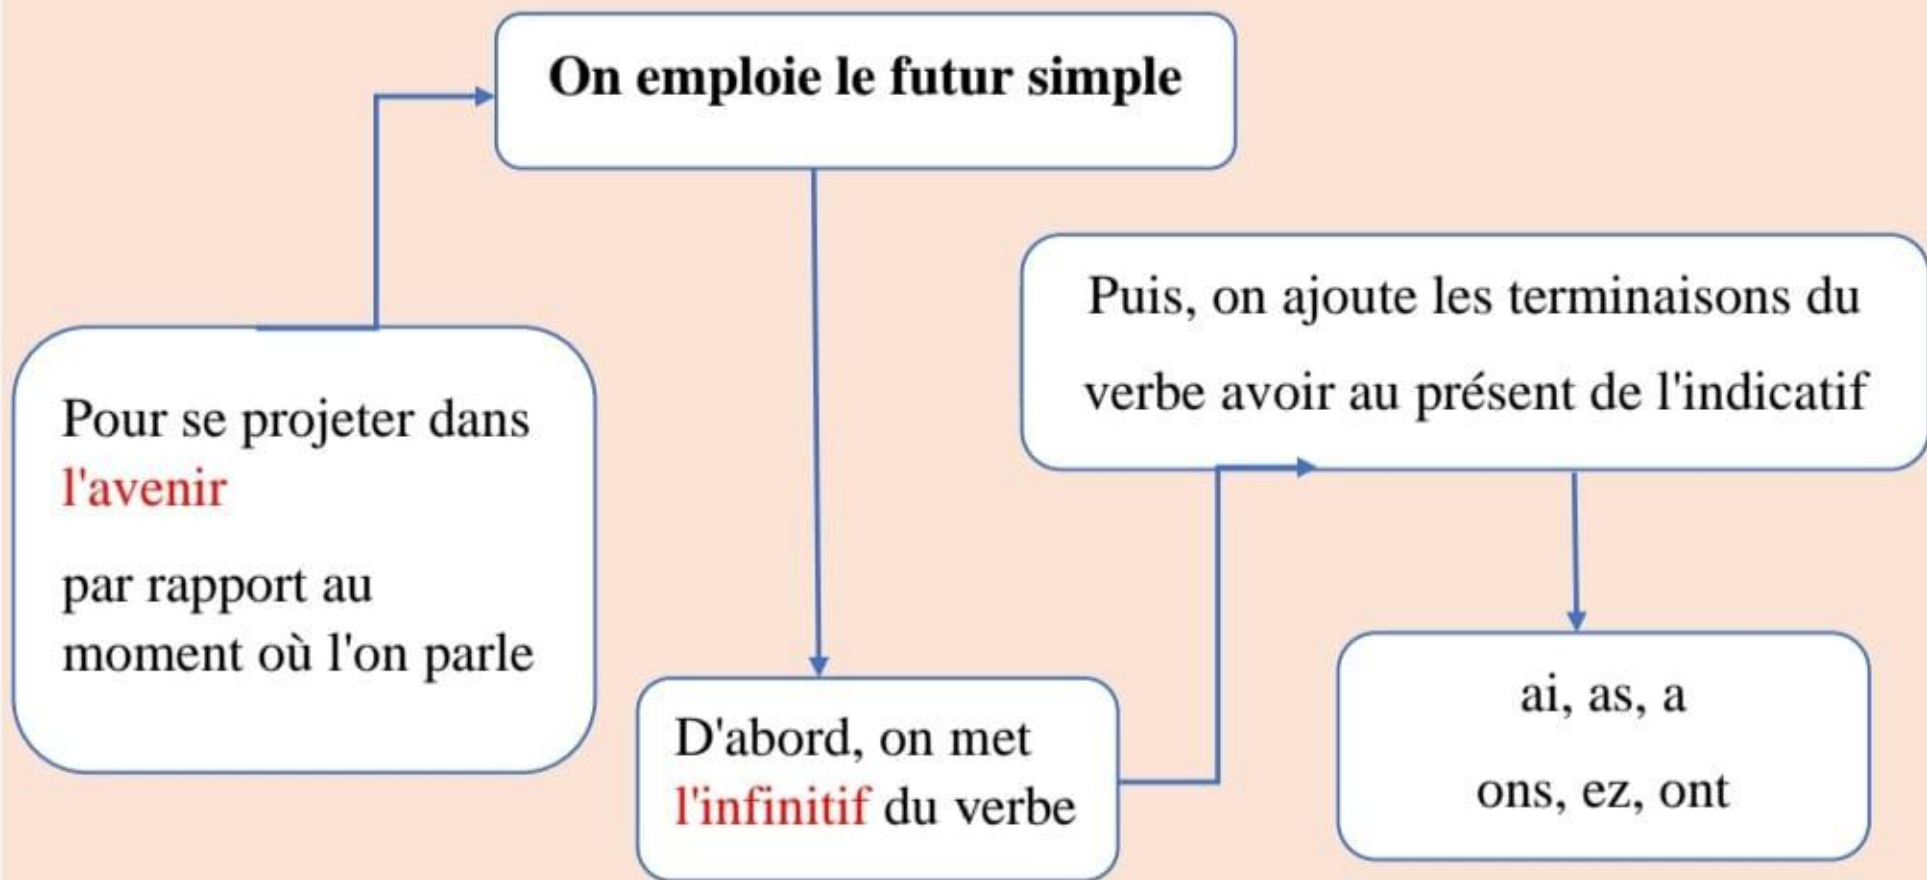 On emploie le futur simple
Pour se projeter dans
l'avenir
par rapport au
moment où l'on parle
D'abord, on met
l'infinitif du verbe
Puis, on ajoute les terminaisons du
verbe avoir au présent de l'indicatif
ai, as, a
ons, ez, ont